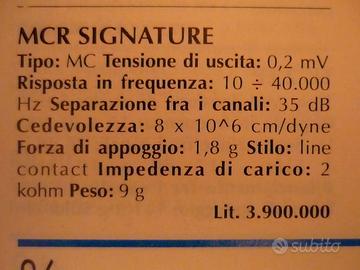 MCR SIGNATURE
Tipo: MC Tensione di uscita: 0,2 mV
Risposta in frequenza: 10 ÷ 40.000
Hz Separazione fra i canali: 35 dB
Cedevolezza: 8 x 10^6 cm/dyne
Forza di appoggio: 1,8 g Stilo: line
contact Impedenza di carico: 2
kohm Peso: 9 g
Lit. 3.900.000
subito